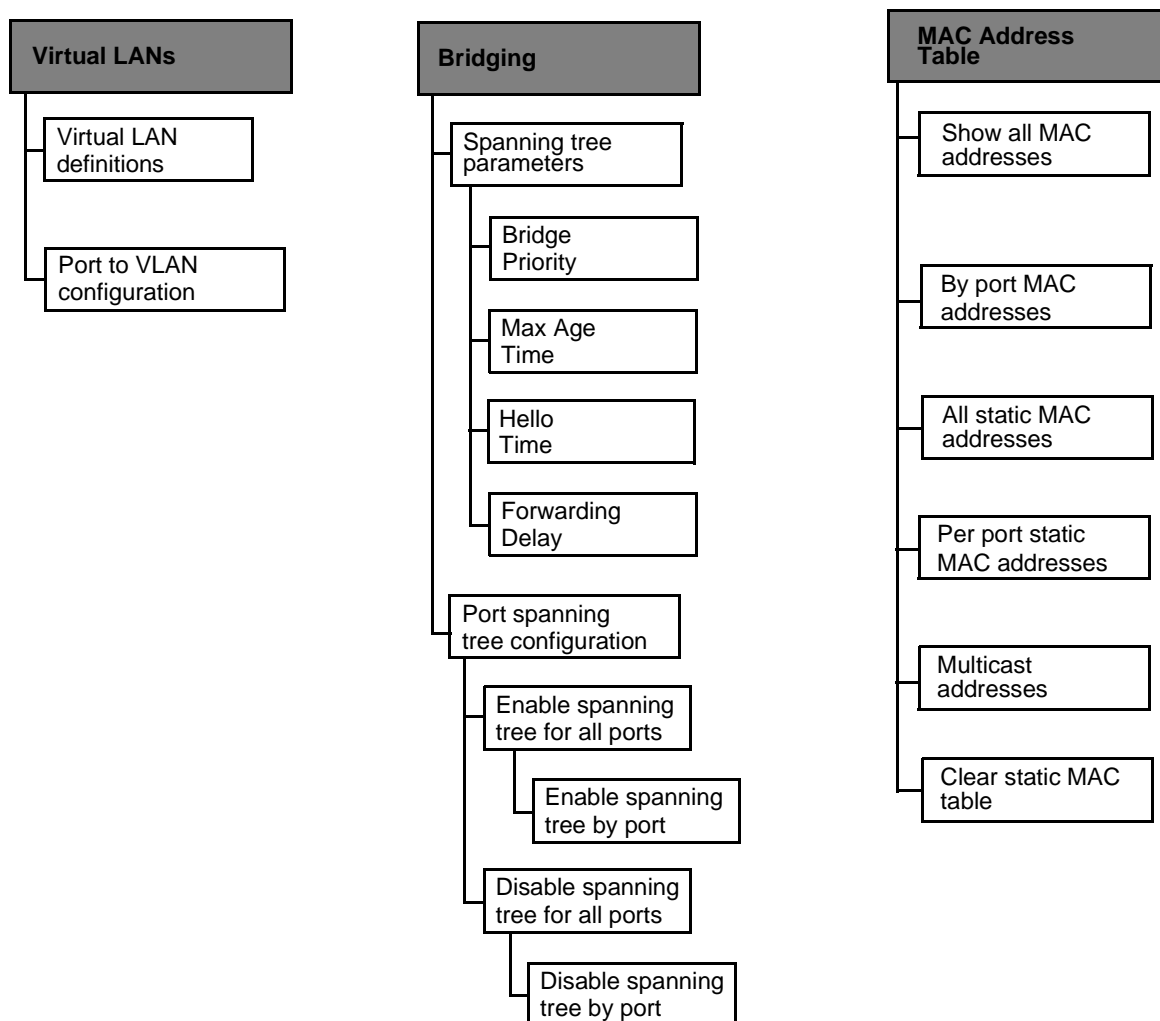 Virtual LANs
Virtual LAN
definitions
Port to VLAN
configuration
Bridging
Spanning tree
parameters
Bridge
Priority
Max Age
Time
Hello
Time
Forwarding
Delay
Port spanning
tree configuration
Enable spanning
tree for all ports
Enable spanning
tree by port
Disable spanning
tree for all ports
Disable spanning
tree by port
MAC Address
Table
Show all MAC
addresses
By port MAC
addresses
All static MAC
addresses
Per port static
MAC addresses
Multicast
addresses
Clear static MAC
table